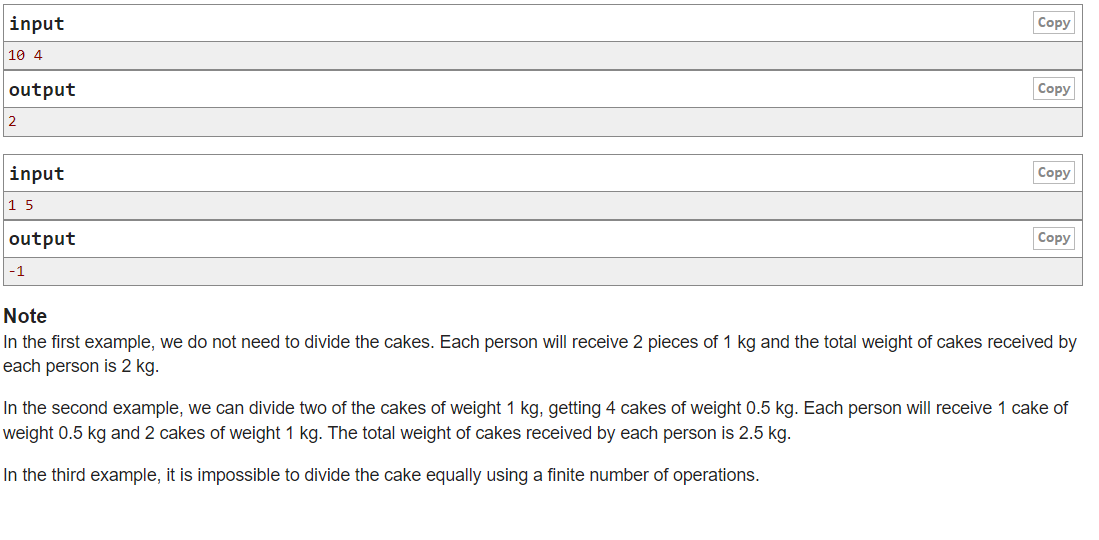 input
Copy
10 4
output
Copy
2
input
Copy
1 5
output
Copy
-1
Note
In the first example, we do not need to divide the cakes. Each person will receive 2 pieces of 1 kg and the total weight of cakes received by
each person is 2 kg.
In the second example, we can divide two of the cakes of weight 1 kg, getting 4 cakes of weight 0.5 kg. Each person will receive 1 cake of
weight 0.5 kg and 2 cakes of weight 1 kg. The total weight of cakes received by each person is 2.5 kg.
In the third example, it is impossible to divide the cake equally using a finite number of operations.